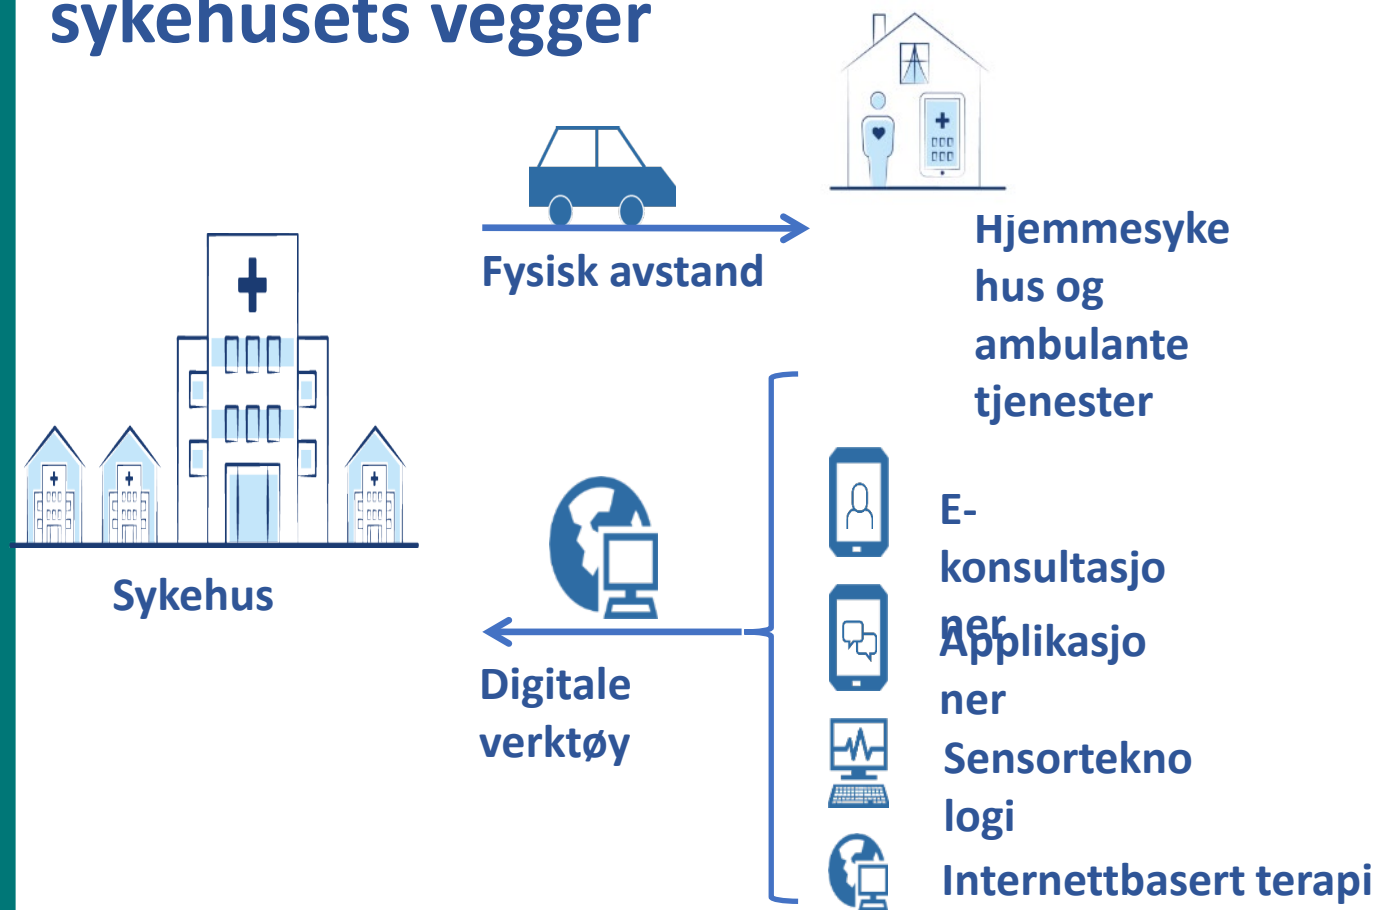 sykehusets vegger
Fysisk avstand
Hjemmesyke
hus og
ambulante
tjenester
Sykehus
Digitale
verktøy
E-
konsultasjo
ner
Applikasjo
ner
Sensortekno
logi
Internettbasert terapi